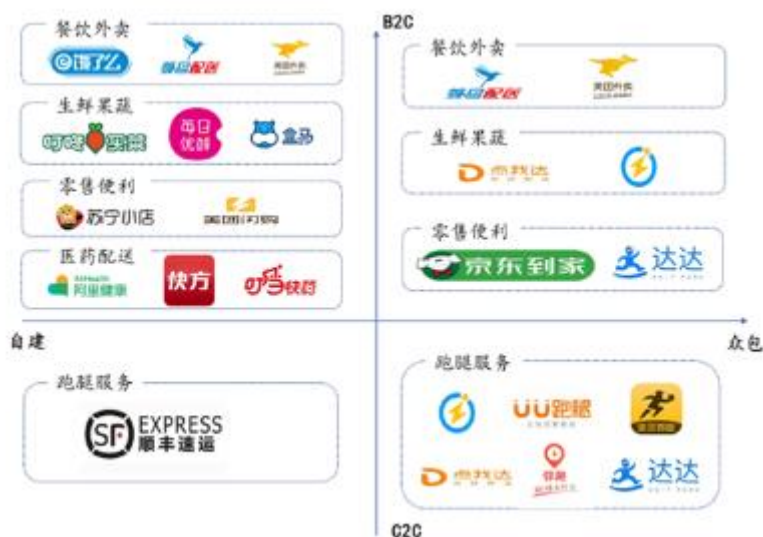 B2C
餐饮外卖
饿了么
蜂鸟配送
美团外卖
生鲜果蔬
叮咚买菜
每日优鲜
盒马
零售便利
苏宁小店
美团闪购
医药配送
阿里健康
快方
叮当快药
餐饮外卖
蜂鸟配送
美团外卖
生鲜果蔬
点我达
零售便利
京东到家
达达
自建
众包
跑腿服务
SF EXPRESS
顺丰速运
跑腿服务
UU跑腿
点我达
邻趣
达达
C2C